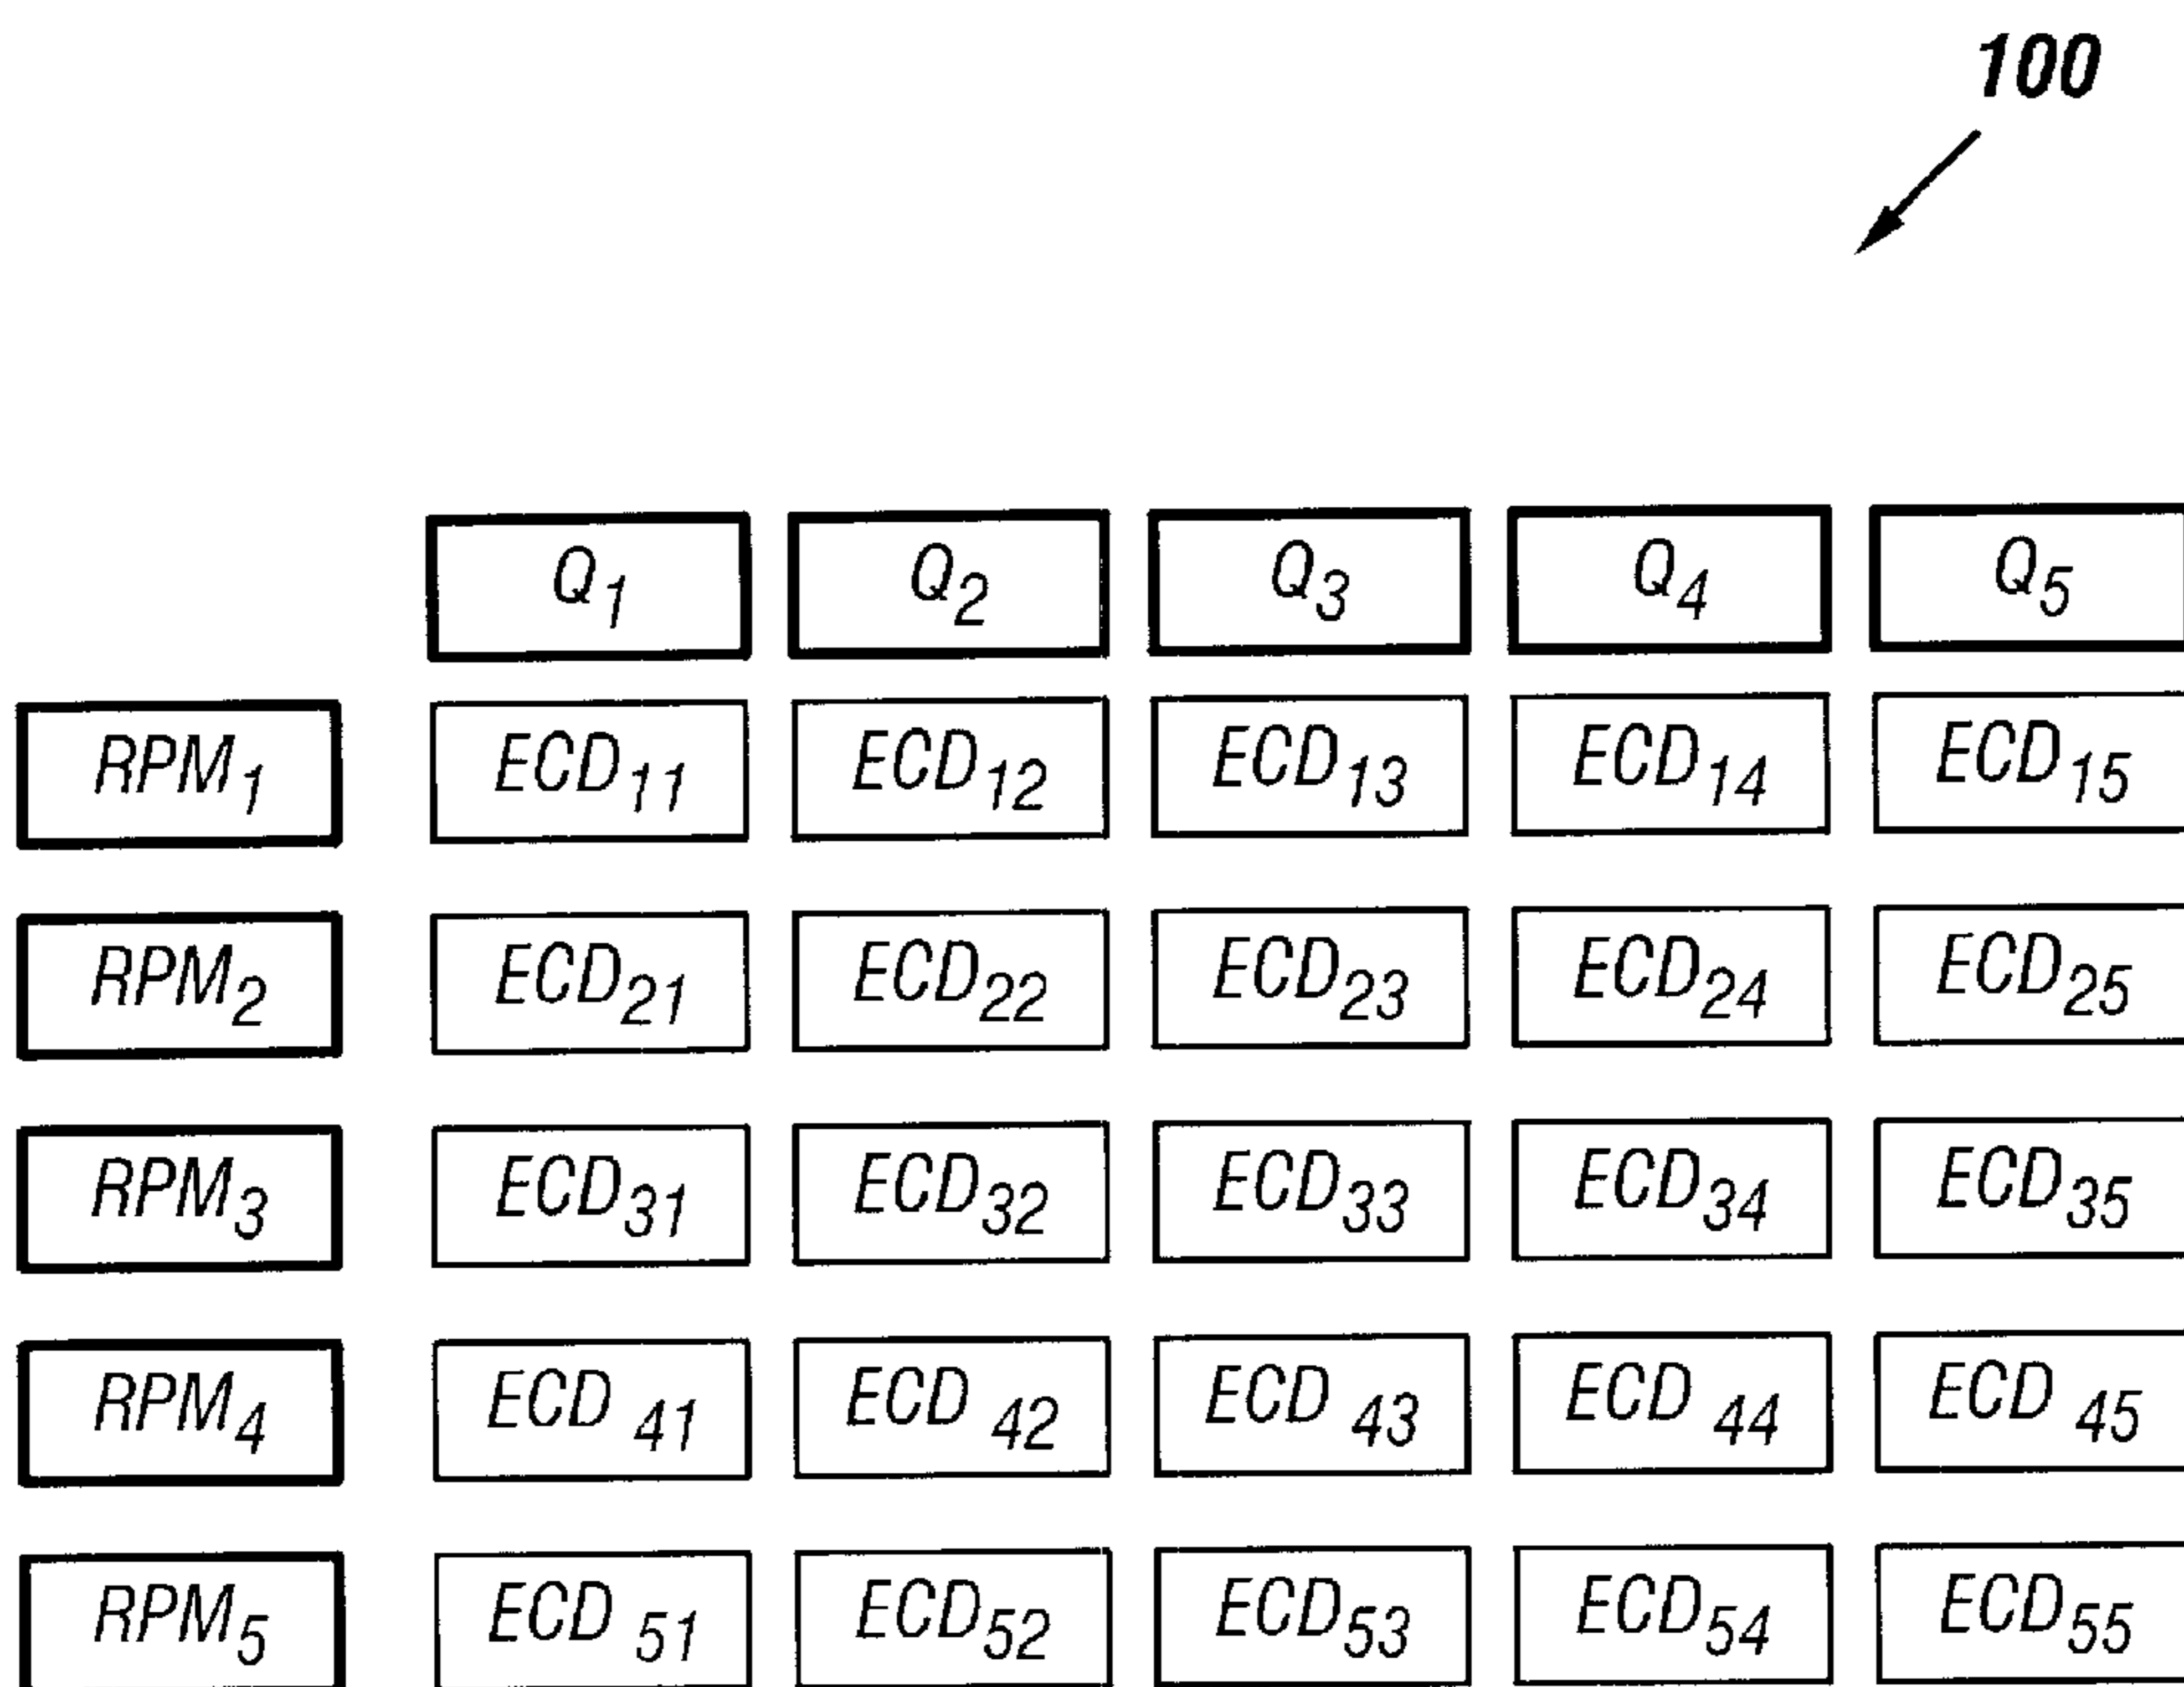 100
Q1 Q2 Q3 Q4 Q5
RPM1 ECD11 ECD12 ECD13 ECD14 ECD15
RPM2 ECD21 ECD22 ECD23 ECD24 ECD25
RPM3 ECD31 ECD32 ECD33 ECD34 ECD35
RPM4 ECD 41 ECD 42 ECD 43 ECD 44 ECD 45
RPM5 ECD 51 ECD52 ECD53 ECD54 ECD55